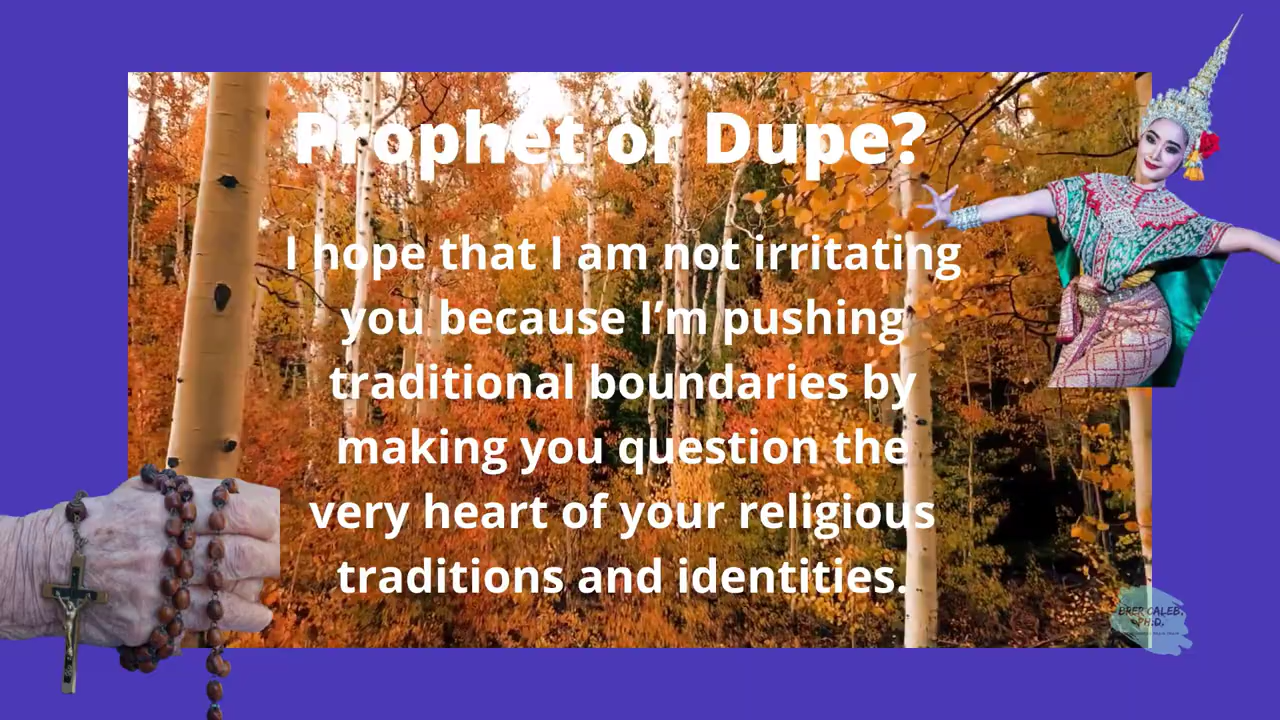 Prophet or Dupe?
I hope that I am not irritating
you because I’m pushing
traditional boundaries by
making you question the
very heart of your religious
traditions and identities.
BRER CALEB,
PH.D.